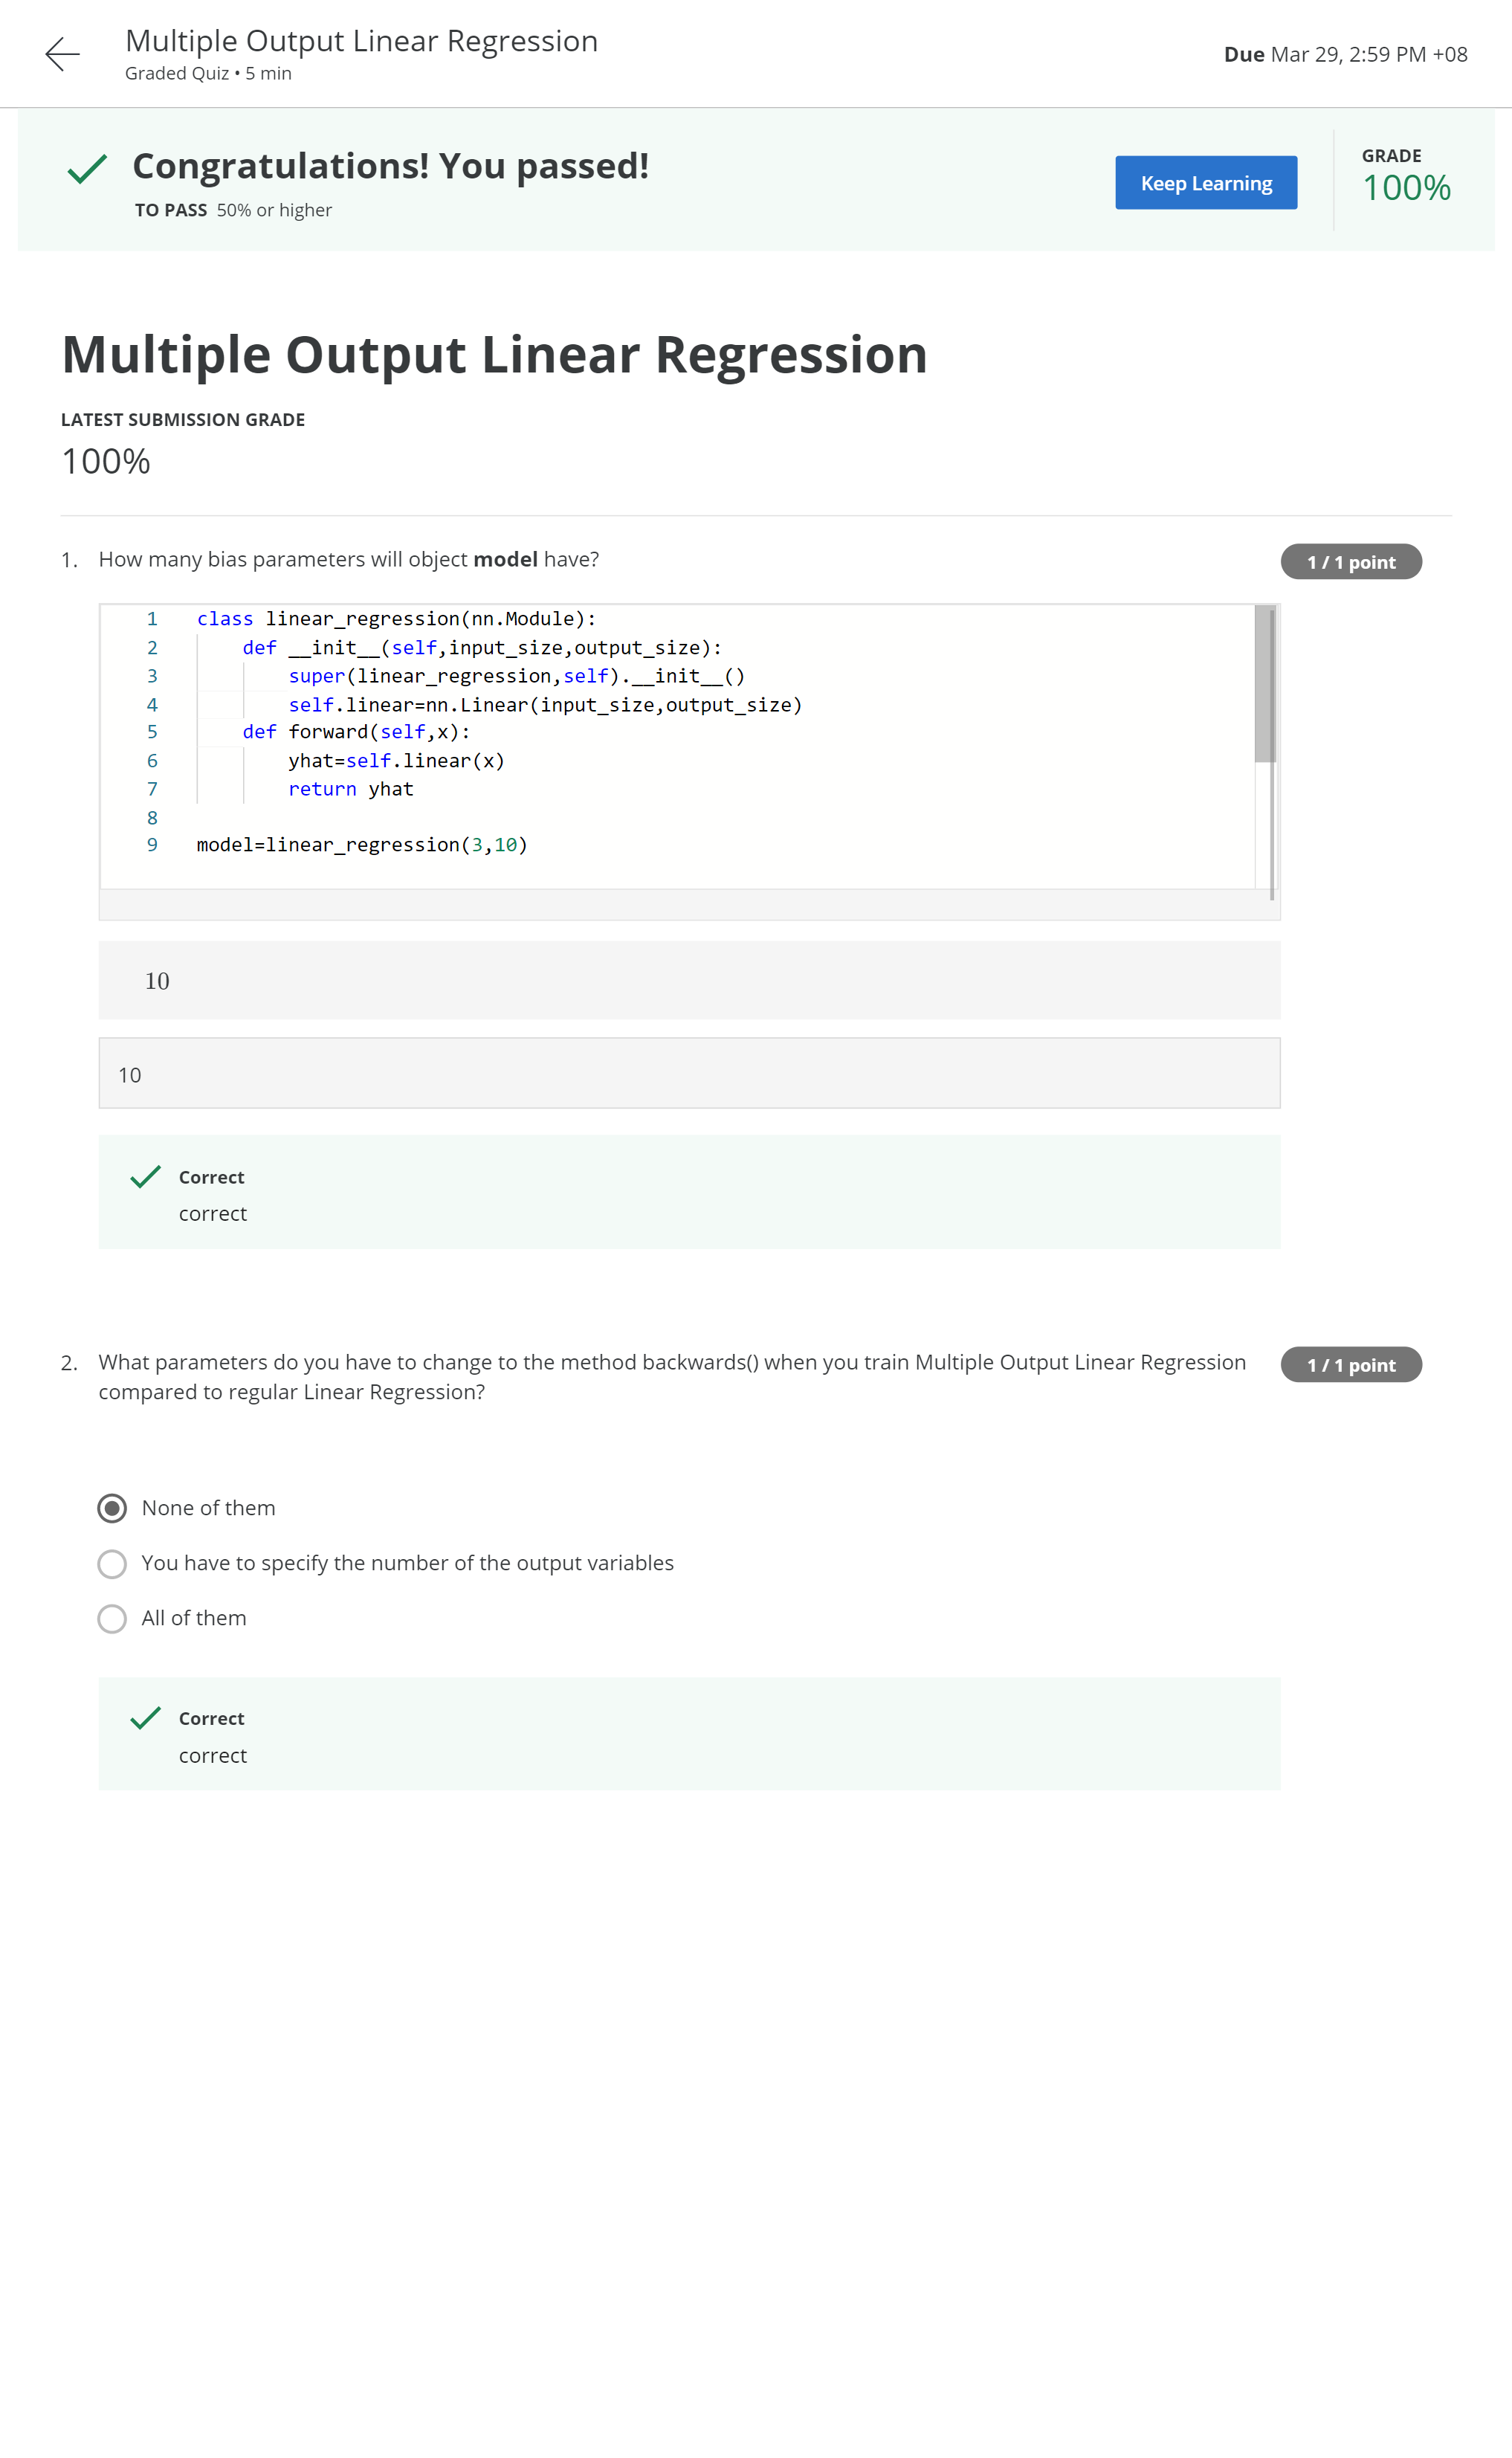 Multiple Output Linear Regression
Graded Quiz • 5 min
Due Mar 29, 2:59 PM +08
Congratulations! You passed!
TO PASS 50% or higher
Keep Learning
GRADE
100%
Multiple Output Linear Regression
LATEST SUBMISSION GRADE
100%
1. How many bias parameters will object model have?
1 / 1 point
1 class linear_regression(nn.Module):
2     def __init__(self,input_size,output_size):
3         super(linear_regression,self).__init__()
4         self.linear=nn.Linear(input_size,output_size)
5     def forward(self,x):
6         yhat=self.linear(x)
7         return yhat
8
9 model=linear_regression(3,10)
10
10
Correct
correct
2. What parameters do you have to change to the method backwards() when you train Multiple Output Linear Regression
compared to regular Linear Regression?
1 / 1 point
None of them
You have to specify the number of the output variables
All of them
Correct
correct